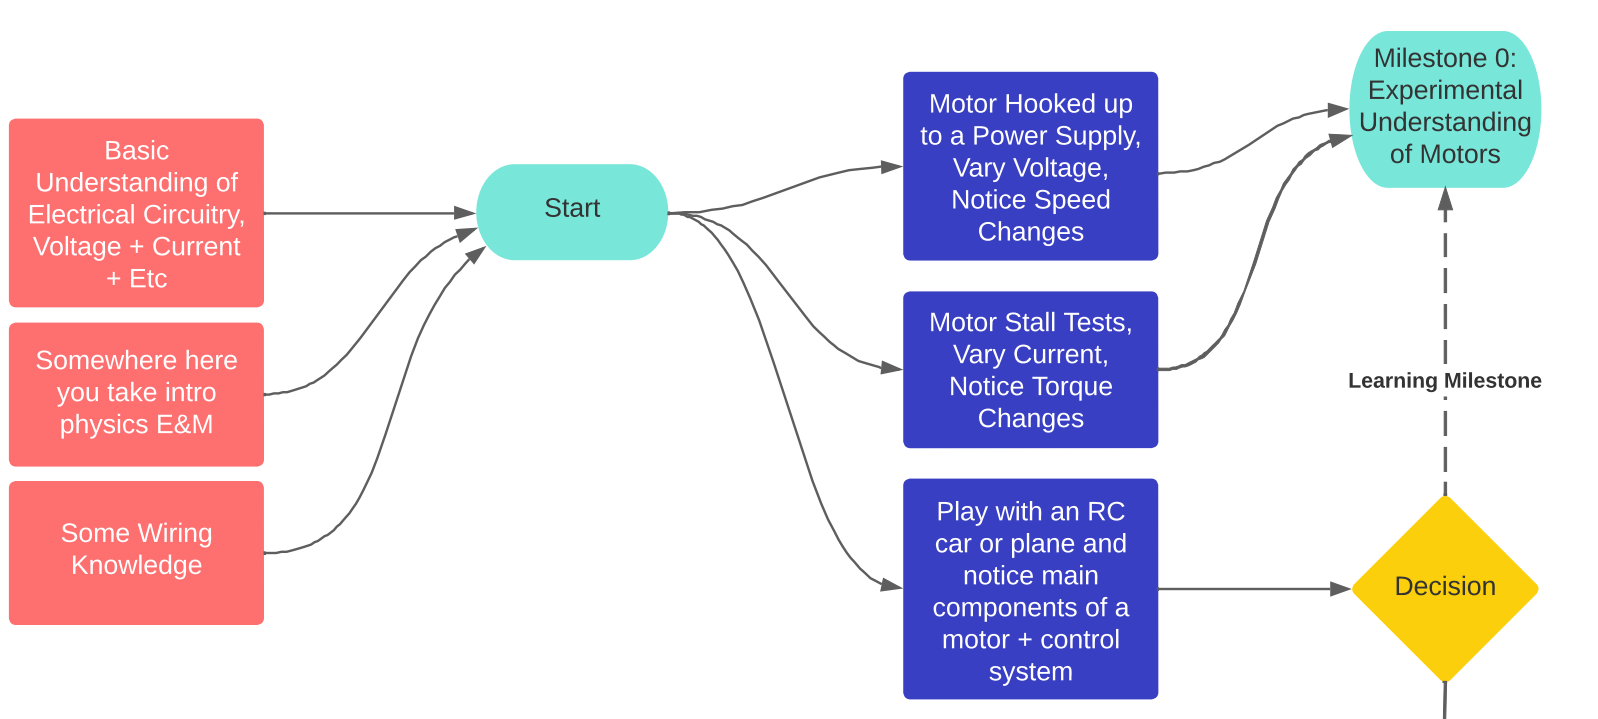 Basic
Understanding of
Electrical Circuitry,
Voltage + Current
+ Etc
Somewhere here
you take intro
physics E&M
Some Wiring
Knowledge
Start
Motor Hooked up
to a Power Supply,
Vary Voltage,
Notice Speed
Changes
Motor Stall Tests,
Vary Current,
Notice Torque
Changes
Play with an RC
car or plane and
notice main
components of a
motor + control
system
Milestone 0:
Experimental
Understanding
of Motors
Learning Milestone
Decision